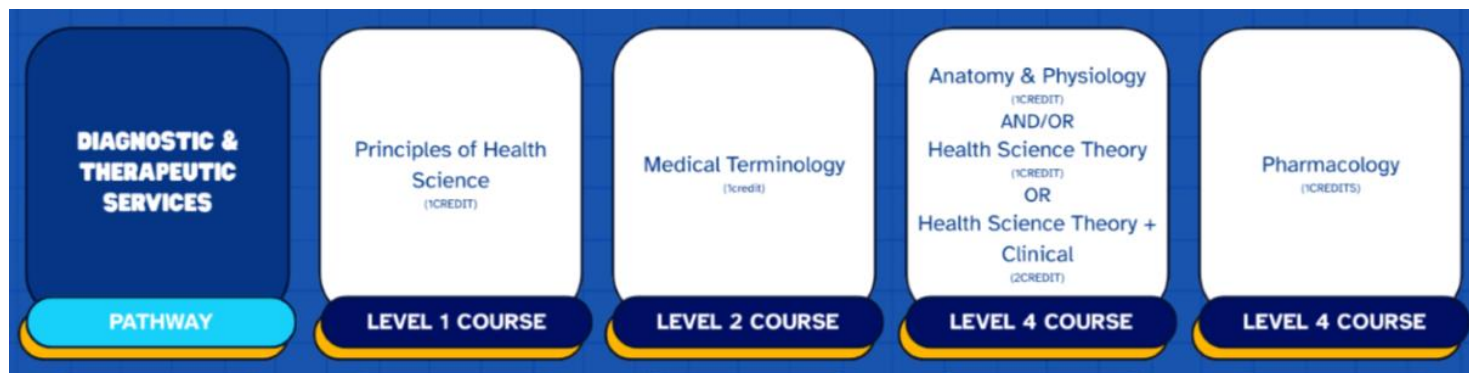 DIAGNOSTIC &
THERAPEUTIC
SERVICES
PATHWAY
Principles of Health
Science
(1CREDIT)
LEVEL 1 COURSE
Medical Terminology
(1credit)
LEVEL 2 COURSE
Anatomy & Physiology
(1CREDIT)
AND/OR
Health Science Theory
(1CREDIT)
OR
Health Science Theory +
Clinical
(2CREDIT)
LEVEL 4 COURSE
Pharmacology
(1CREDITS)
LEVEL 4 COURSE